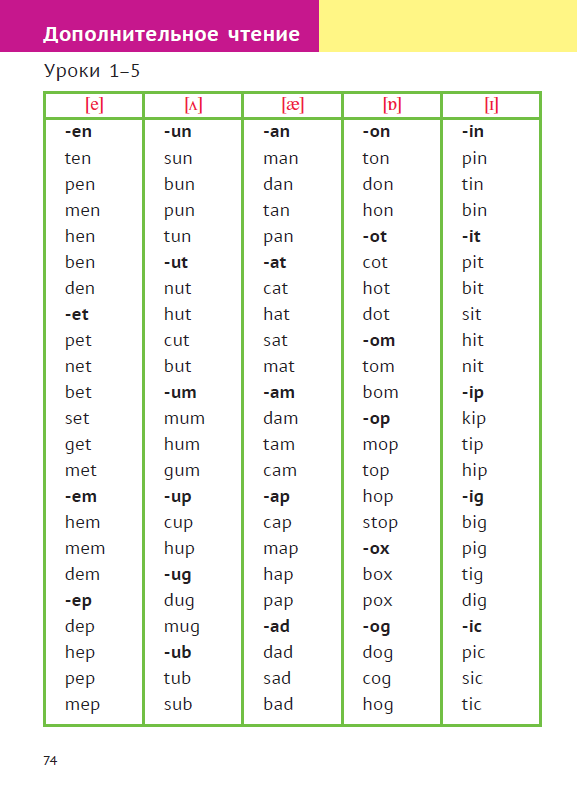 Дополнительное чтение
Уроки 1–5
[e] [ʌ] [æ] [ɒ] [ɪ]
-en -un -an -on -in
ten sun man ton pin
pen bun dan don tin
men pun tan hon bin
hen tun pan -ot -it
ben -ut -at cot pit
den nut cat hot bit
-et hut hat dot sit
pet cut sat -om hit
net but mat tom nit
bet -um -am bom -ip
set mum dam -op kip
get hum tam mop tip
met gum cam top hip
-em -up -ap hop -ig
hem cup cap stop big
mem hup map -ox pig
dem -ug hap box tig
-ep dug pap pox dig
dep mug -ad -og -ic
hep -ub dad dog pic
pep tub sad cog sic
mep sub bad hog tic
74